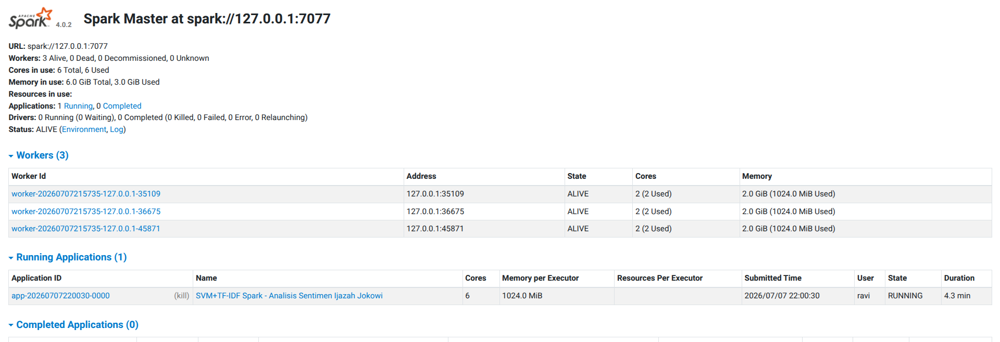 APACHE
Spark 4.0.2 Spark Master at spark://127.0.0.1:7077
URL: spark://127.0.0.1:7077
Workers: 3 Alive, 0 Dead, 0 Decommissioned, 0 Unknown
Cores in use: 6 Total, 6 Used
Memory in use: 6.0 GiB Total, 3.0 GiB Used
Resources in use:
Applications: 1 Running, 0 Completed
Drivers: 0 Running (0 Waiting), 0 Completed (0 Killed, 0 Failed, 0 Error, 0 Relaunching)
Status: ALIVE (Environment, Log)
Workers (3)
Worker Id Address State Cores Memory
worker-20260707215735-127.0.0.1-35109 127.0.0.1:35109 ALIVE 2 (2 Used) 2.0 GiB (1024.0 MiB Used)
worker-20260707215735-127.0.0.1-36675 127.0.0.1:36675 ALIVE 2 (2 Used) 2.0 GiB (1024.0 MiB Used)
worker-20260707215735-127.0.0.1-45871 127.0.0.1:45871 ALIVE 2 (2 Used) 2.0 GiB (1024.0 MiB Used)
Running Applications (1)
Application ID Name Cores Memory per Executor Resources Per Executor Submitted Time User State Duration
app-20260707220030-0000 (kill) SVM+TF-IDF Spark - Analisis Sentimen Ijazah Jokowi 6 1024.0 MiB 2026/07/07 22:00:30 ravi RUNNING 4.3 min
Completed Applications (0)